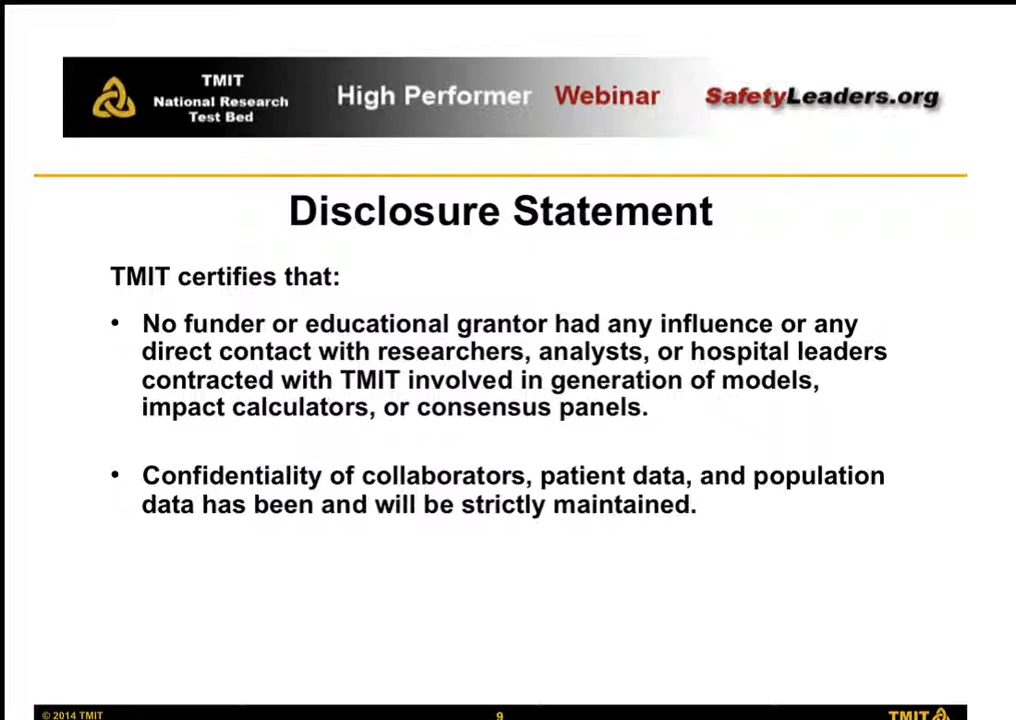 TMIT
National Research
Test Bed
High Performer Webinar
SafetyLeaders.org
Disclosure Statement
TMIT certifies that:
• No funder or educational grantor had any influence or any
direct contact with researchers, analysts, or hospital leaders
contracted with TMIT involved in generation of models,
impact calculators, or consensus panels.
• Confidentiality of collaborators, patient data, and population
data has been and will be strictly maintained.
© 2014 TMIT
9
TMIT